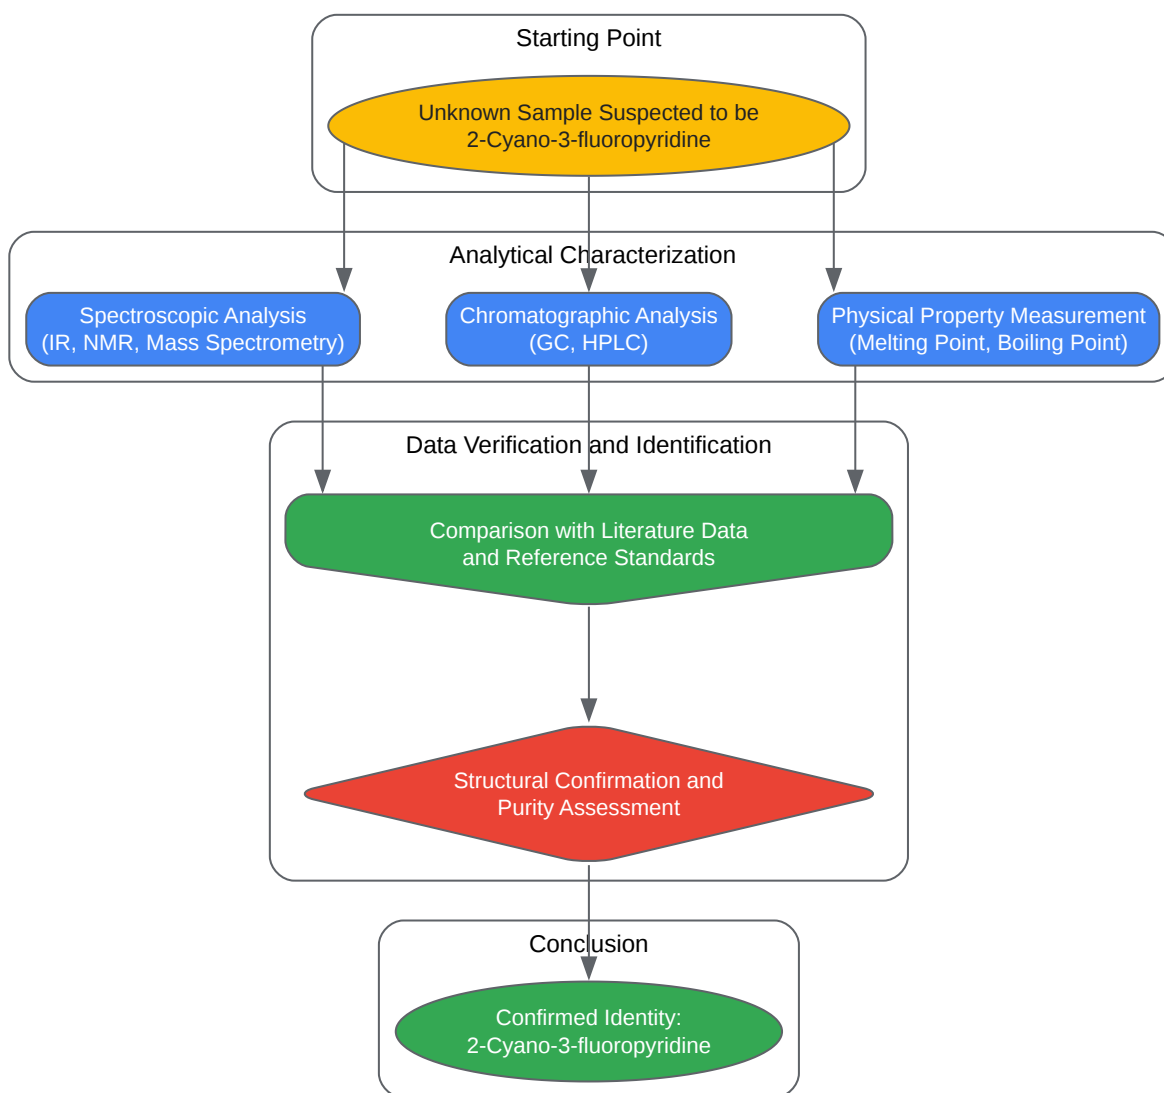 Starting Point
Unknown Sample Suspected to be
2-Cyano-3-fluoropyridine
Analytical Characterization
Spectroscopic Analysis
(IR, NMR, Mass Spectrometry)
Chromatographic Analysis
(GC, HPLC)
Physical Property Measurement
(Melting Point, Boiling Point)
Data Verification and Identification
Comparison with Literature Data
and Reference Standards
Structural Confirmation and
Purity Assessment
Conclusion
Confirmed Identity:
2-Cyano-3-fluoropyridine